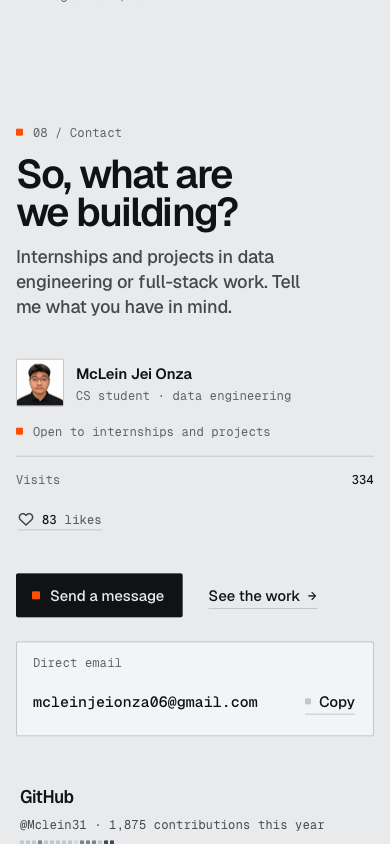 08 / Contact
So, what are
we building?
Internships and projects in data
engineering or full-stack work. Tell
me what you have in mind.
McLein Jei Onza
CS student · data engineering
Open to internships and projects
Visits 334
83 likes
Send a message See the work →
Direct email
mcleinjeionza06@gmail.com Copy
GitHub
@Mclein31 · 1,875 contributions this year